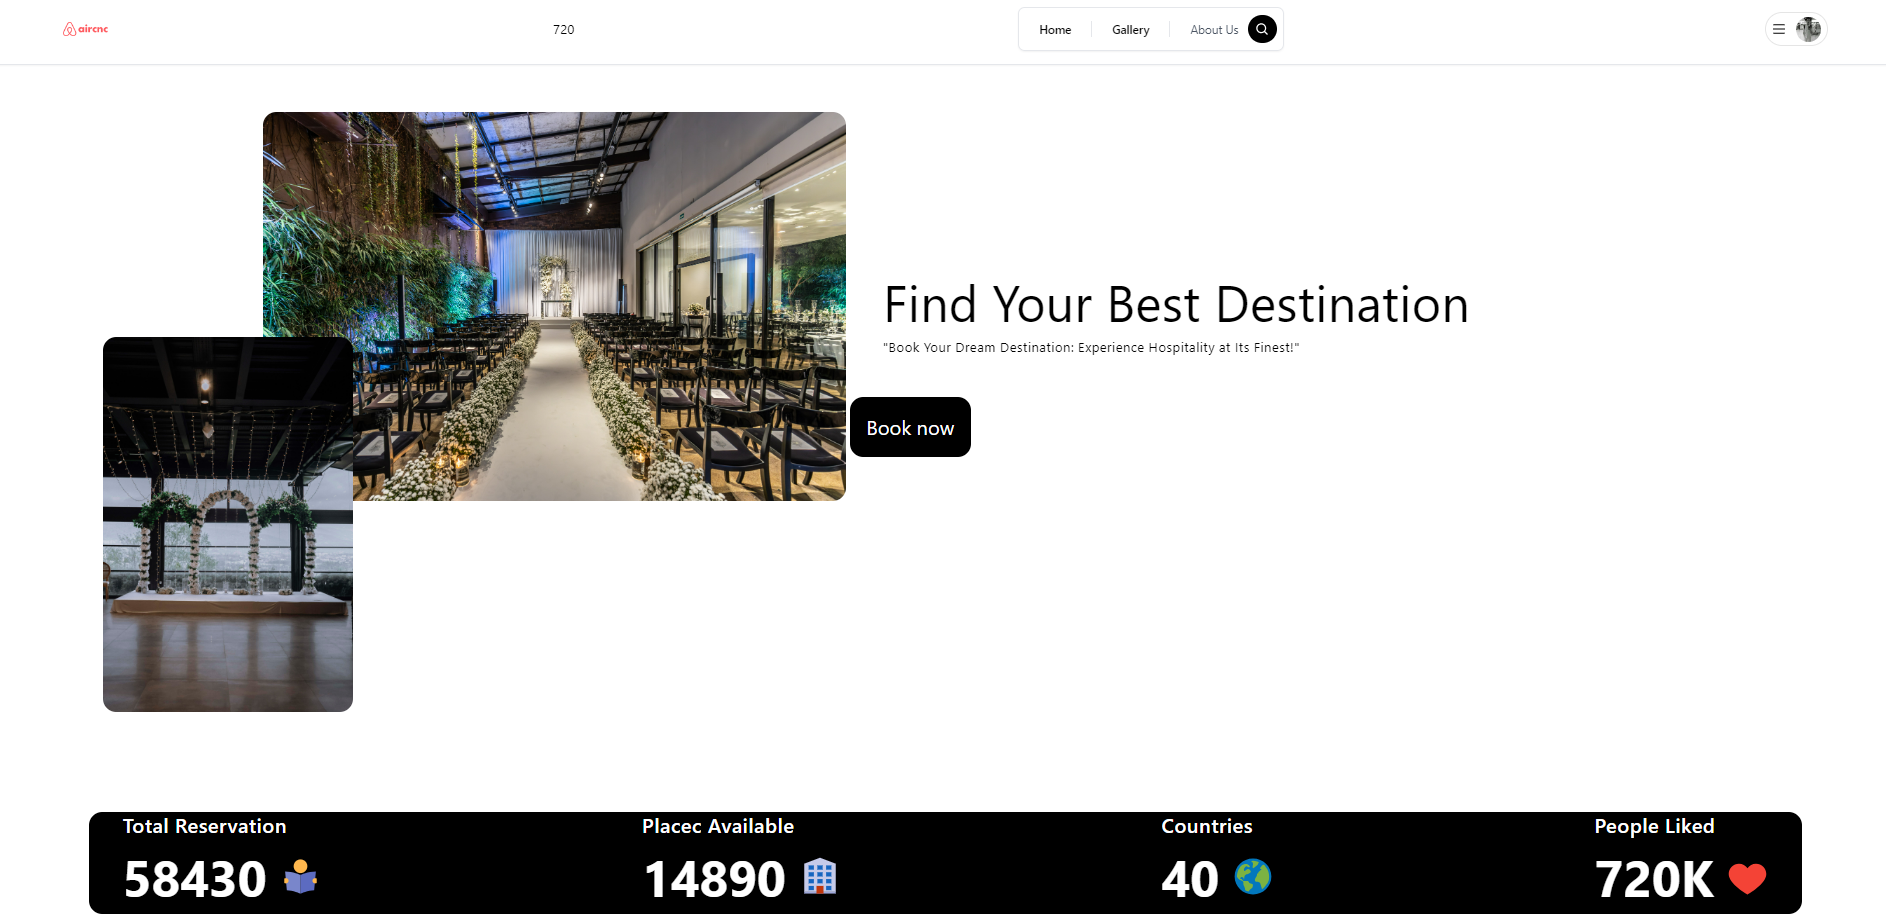 aircnc
720
Home
Gallery
About Us
Find Your Best Destination
"Book Your Dream Destination: Experience Hospitality at Its Finest!"
Book now
Total Reservation
58430
Placec Available
14890
Countries
40
People Liked
720K